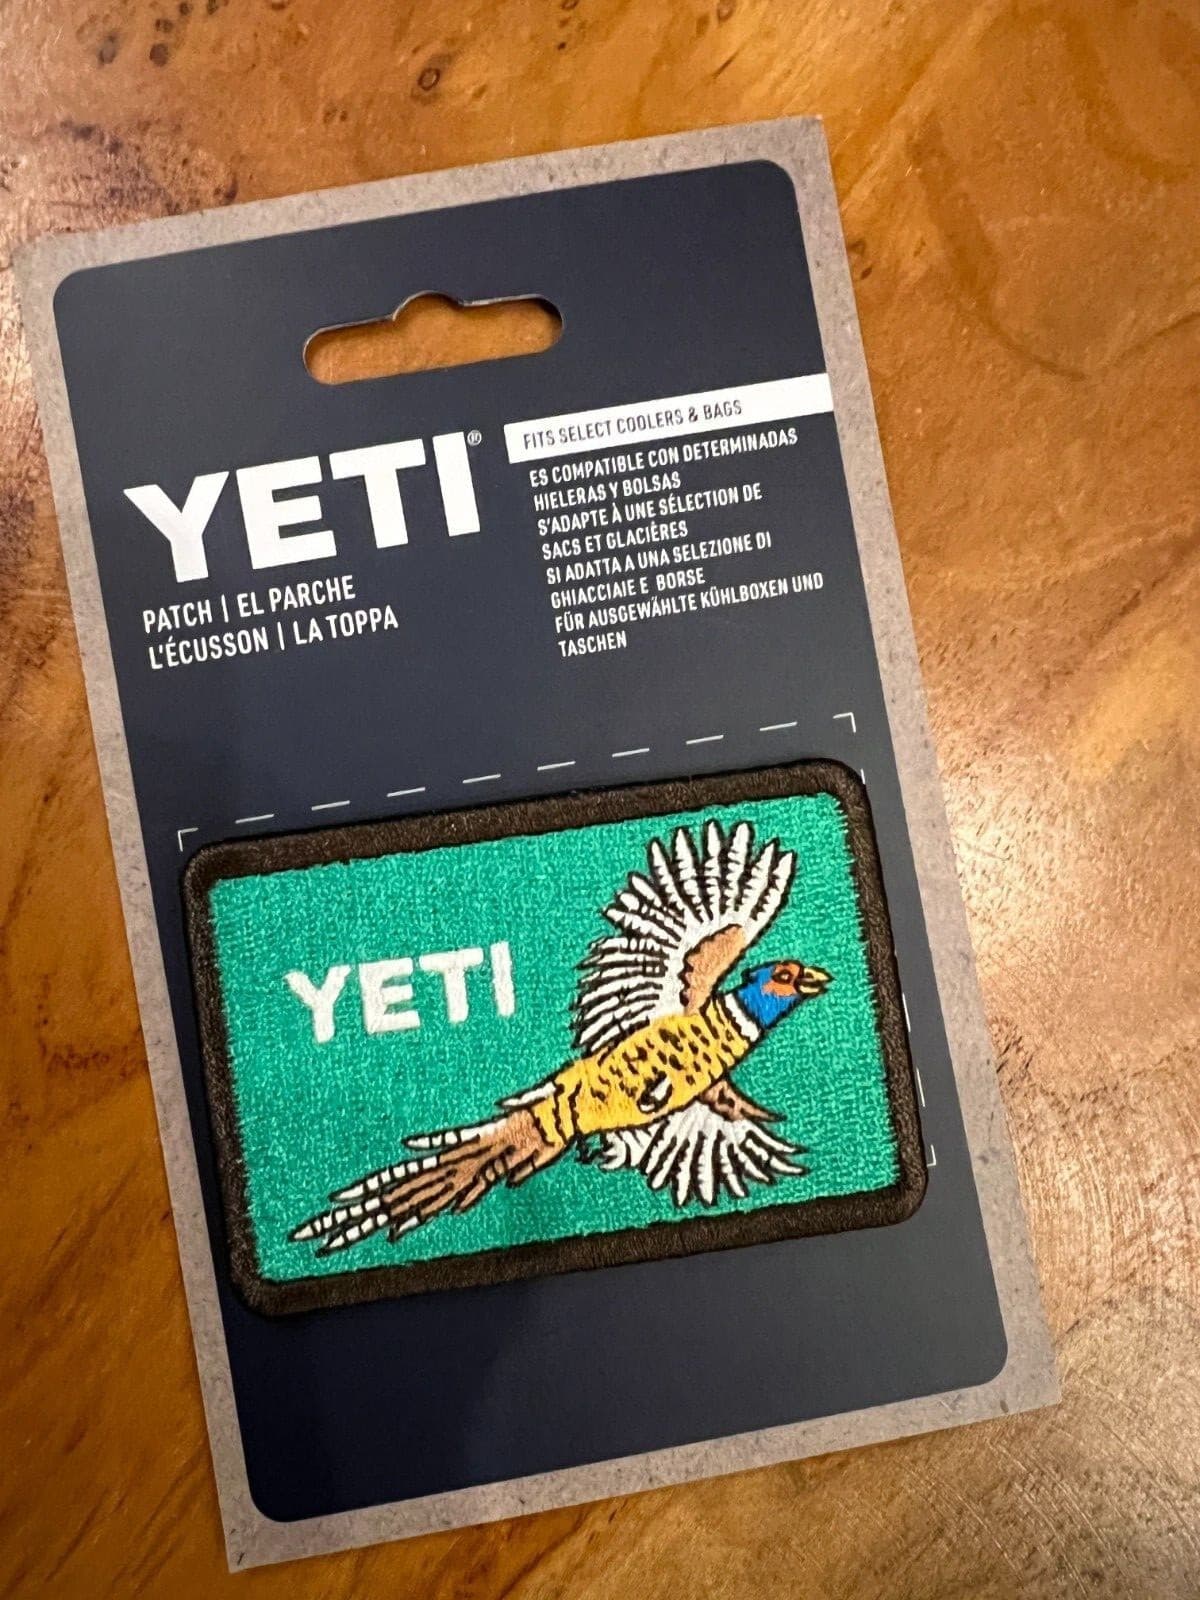 YETI®
PATCH | EL PARCHE
L'ÉCUSSON | LA TOPPA
FITS SELECT COOLERS & BAGS
ES COMPATIBLE CON DETERMINADAS
HIELERAS Y BOLSAS
S'ADAPTE À UNE SÉLECTION DE
SACS ET GLACIÈRES
SI ADATTA A UNA SELEZIONE DI
GHIACCIAIE E BORSE
FÜR AUSGEWÄHLTE KÜHLBOXEN UND
TASCHEN
YETI